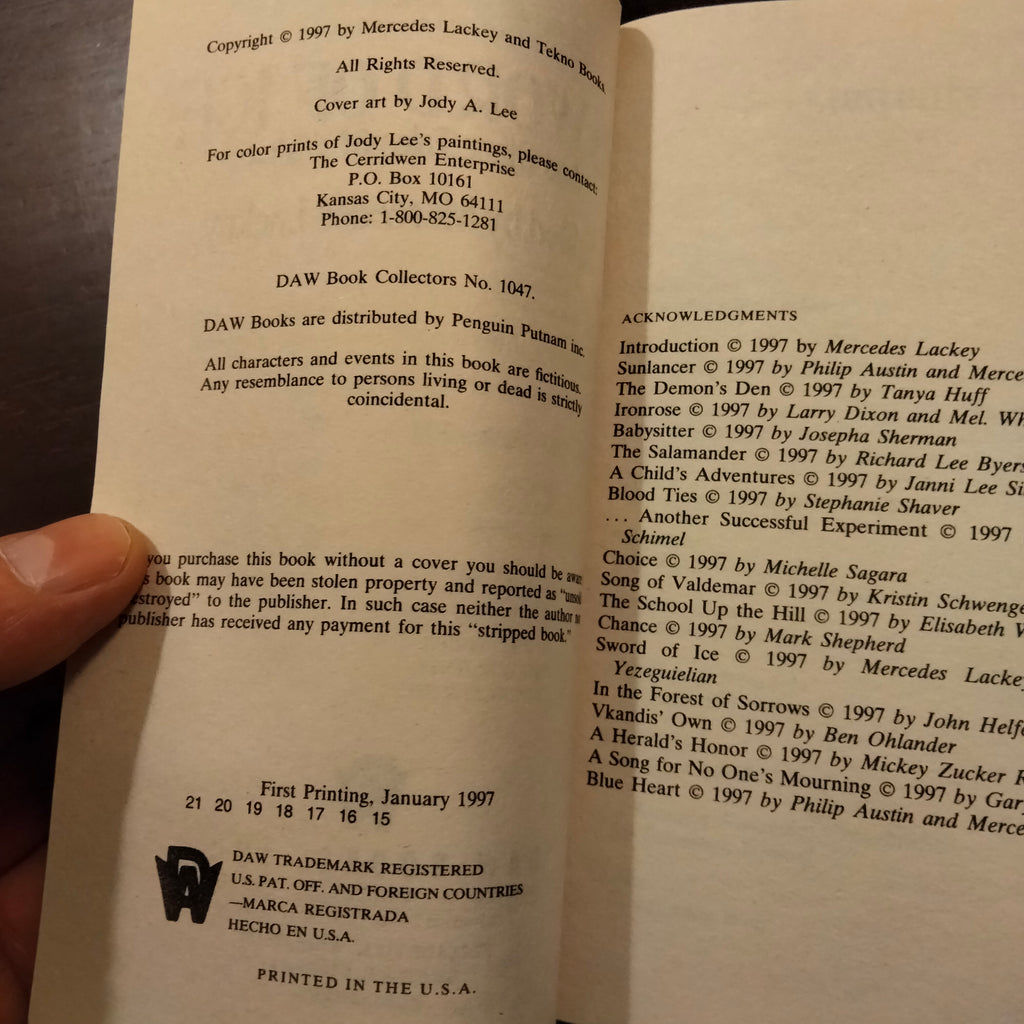 Copyright © 1997 by Mercedes Lackey and Tekno Books
All Rights Reserved.
Cover art by Jody A. Lee
For color prints of Jody Lee's paintings, please contact:
The Cerridwen Enterprise
P.O. Box 10161
Kansas City, MO 64111
Phone: 1-800-825-1281
DAW Book Collectors No. 1047.
DAW Books are distributed by Penguin Putnam inc.
All characters and events in this book are fictitious.
Any resemblance to persons living or dead is strictly
coincidental.
you purchase this book without a cover you should be
book may have been stolen property and reported as
to the publisher. In such case neither the author
publisher has received any payment for this "stripped book."
First Printing, January 1997
21 20 19 18 17 16 15
DAW
DAW TRADEMARK REGISTERED
U.S. PAT. OFF. AND FOREIGN COUNTRIES
—MARCA REGISTRADA
HECHO EN U.S.A.
PRINTED IN THE U.S.A.
ACKNOWLEDGMENTS
Introduction © 1997 by Mercedes Lackey
Sunlancer © 1997 by Philip Austin and Merce
The Demon's Den © 1997 by Tanya Huff
Ironrose © 1997 by Larry Dixon and Mel. Wh
Babysitter © 1997 by Josepha Sherman
The Salamander © 1997 by Richard Lee Byers
A Child's Adventures © 1997 by Janni Lee Si
Blood Ties © 1997 by Stephanie Shaver
... Another Successful Experiment © 1997
Schimel
Choice © 1997 by Michelle Sagara
Song of Valdemar © 1997 by Kristin Schwenge
The School Up the Hill © 1997 by Elisabeth W
Chance © 1997 by Mark Shepherd
Sword of Ice © 1997 by Mercedes Lackey
Yezeguielian
In the Forest of Sorrows © 1997 by John Helfe
Vkandis' Own © 1997 by Ben Ohlander
A Herald's Honor © 1997 by Mickey Zucker R
A Song for No One's Mourning © 1997 by Gar
Blue Heart © 1997 by Philip Austin and Merce